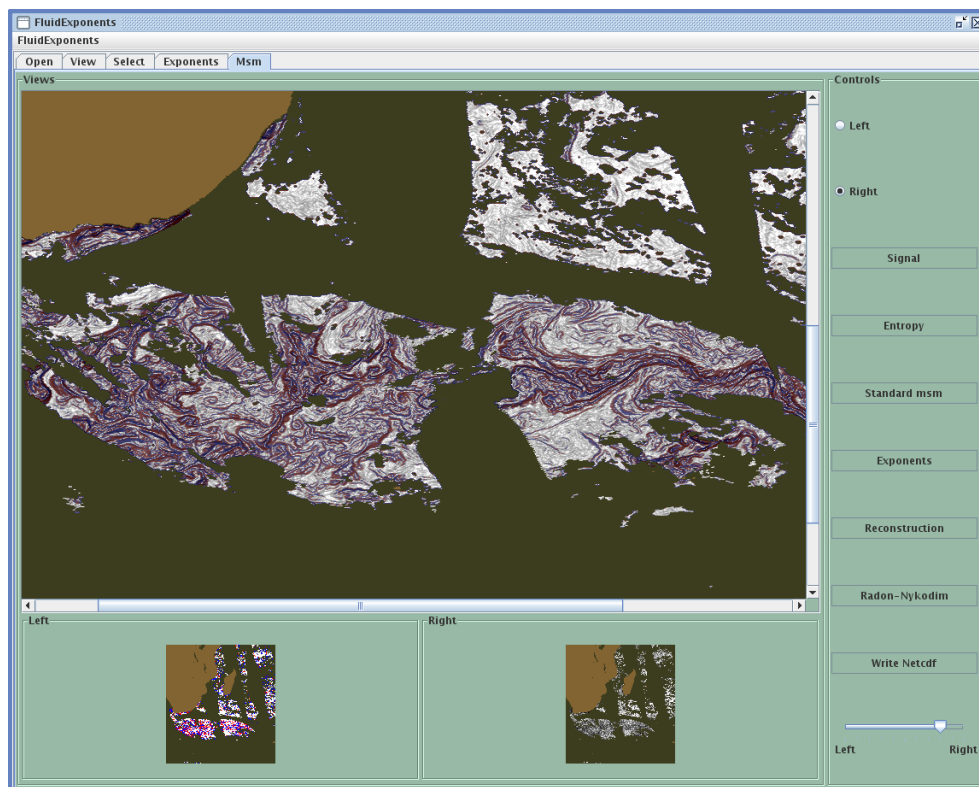 FluidExponents
FluidExponents
Open View Select Exponents Msm
Views
Controls
Left
Right
Signal
Entropy
Standard msm
Exponents
Reconstruction
Radon-Nykodim
Write Netcdf
Left Right
Left
Right